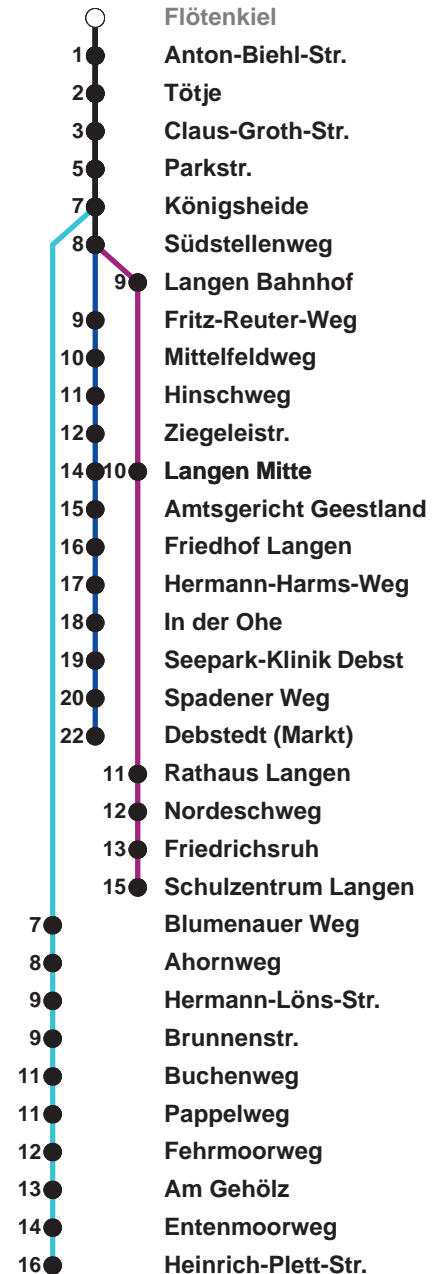 Flötenkiel
1 Anton-Biehl-Str.
2 Tötje
3 Claus-Groth-Str.
5 Parkstr.
7 Königsheide
8 Südstellenweg
9 Langen Bahnhof
9 Fritz-Reuter-Weg
10 Mittelfeldweg
11 Hinschweg
12 Ziegeleistr.
14 10 Langen Mitte
15 Amtsgericht Geestland
16 Friedhof Langen
17 Hermann-Harms-Weg
18 In der Ohe
19 Seepark-Klinik Debst
20 Spadener Weg
22 Debstedt (Markt)
11 Rathaus Langen
12 Nordeschweg
13 Friedrichsruh
15 Schulzentrum Langen
7 Blumenauer Weg
8 Ahornweg
9 Hermann-Löns-Str.
9 Brunnenstr.
11 Buchenweg
11 Pappelweg
12 Fehrmoorweg
13 Am Gehölz
14 Entenmoorweg
16 Heinrich-Plett-Str.